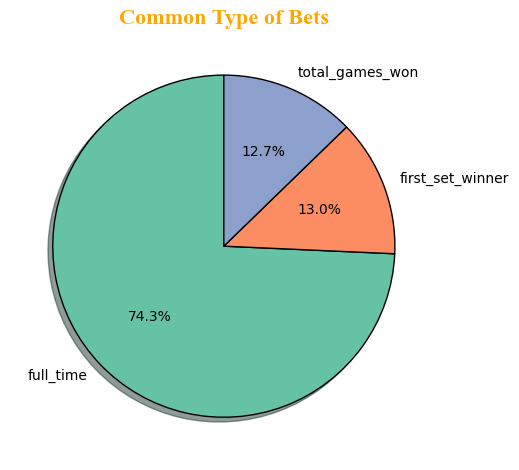 Common Type of Bets
total_games_won
12.7%
first_set_winner
13.0%
74.3%
full_time